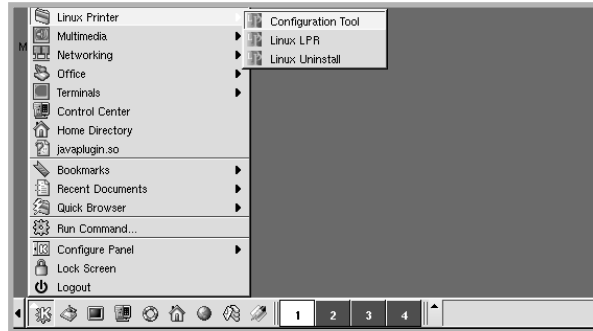 Linux Printer
Multimedia
Networking
Office
Terminals
Control Center
Home Directory
javaplugin.so
Bookmarks
Recent Documents
Quick Browser
Run Command...
Configure Panel
Lock Screen
Logout
Configuration Tool
Linux LPR
Linux Uninstall
M
1 2 3 4